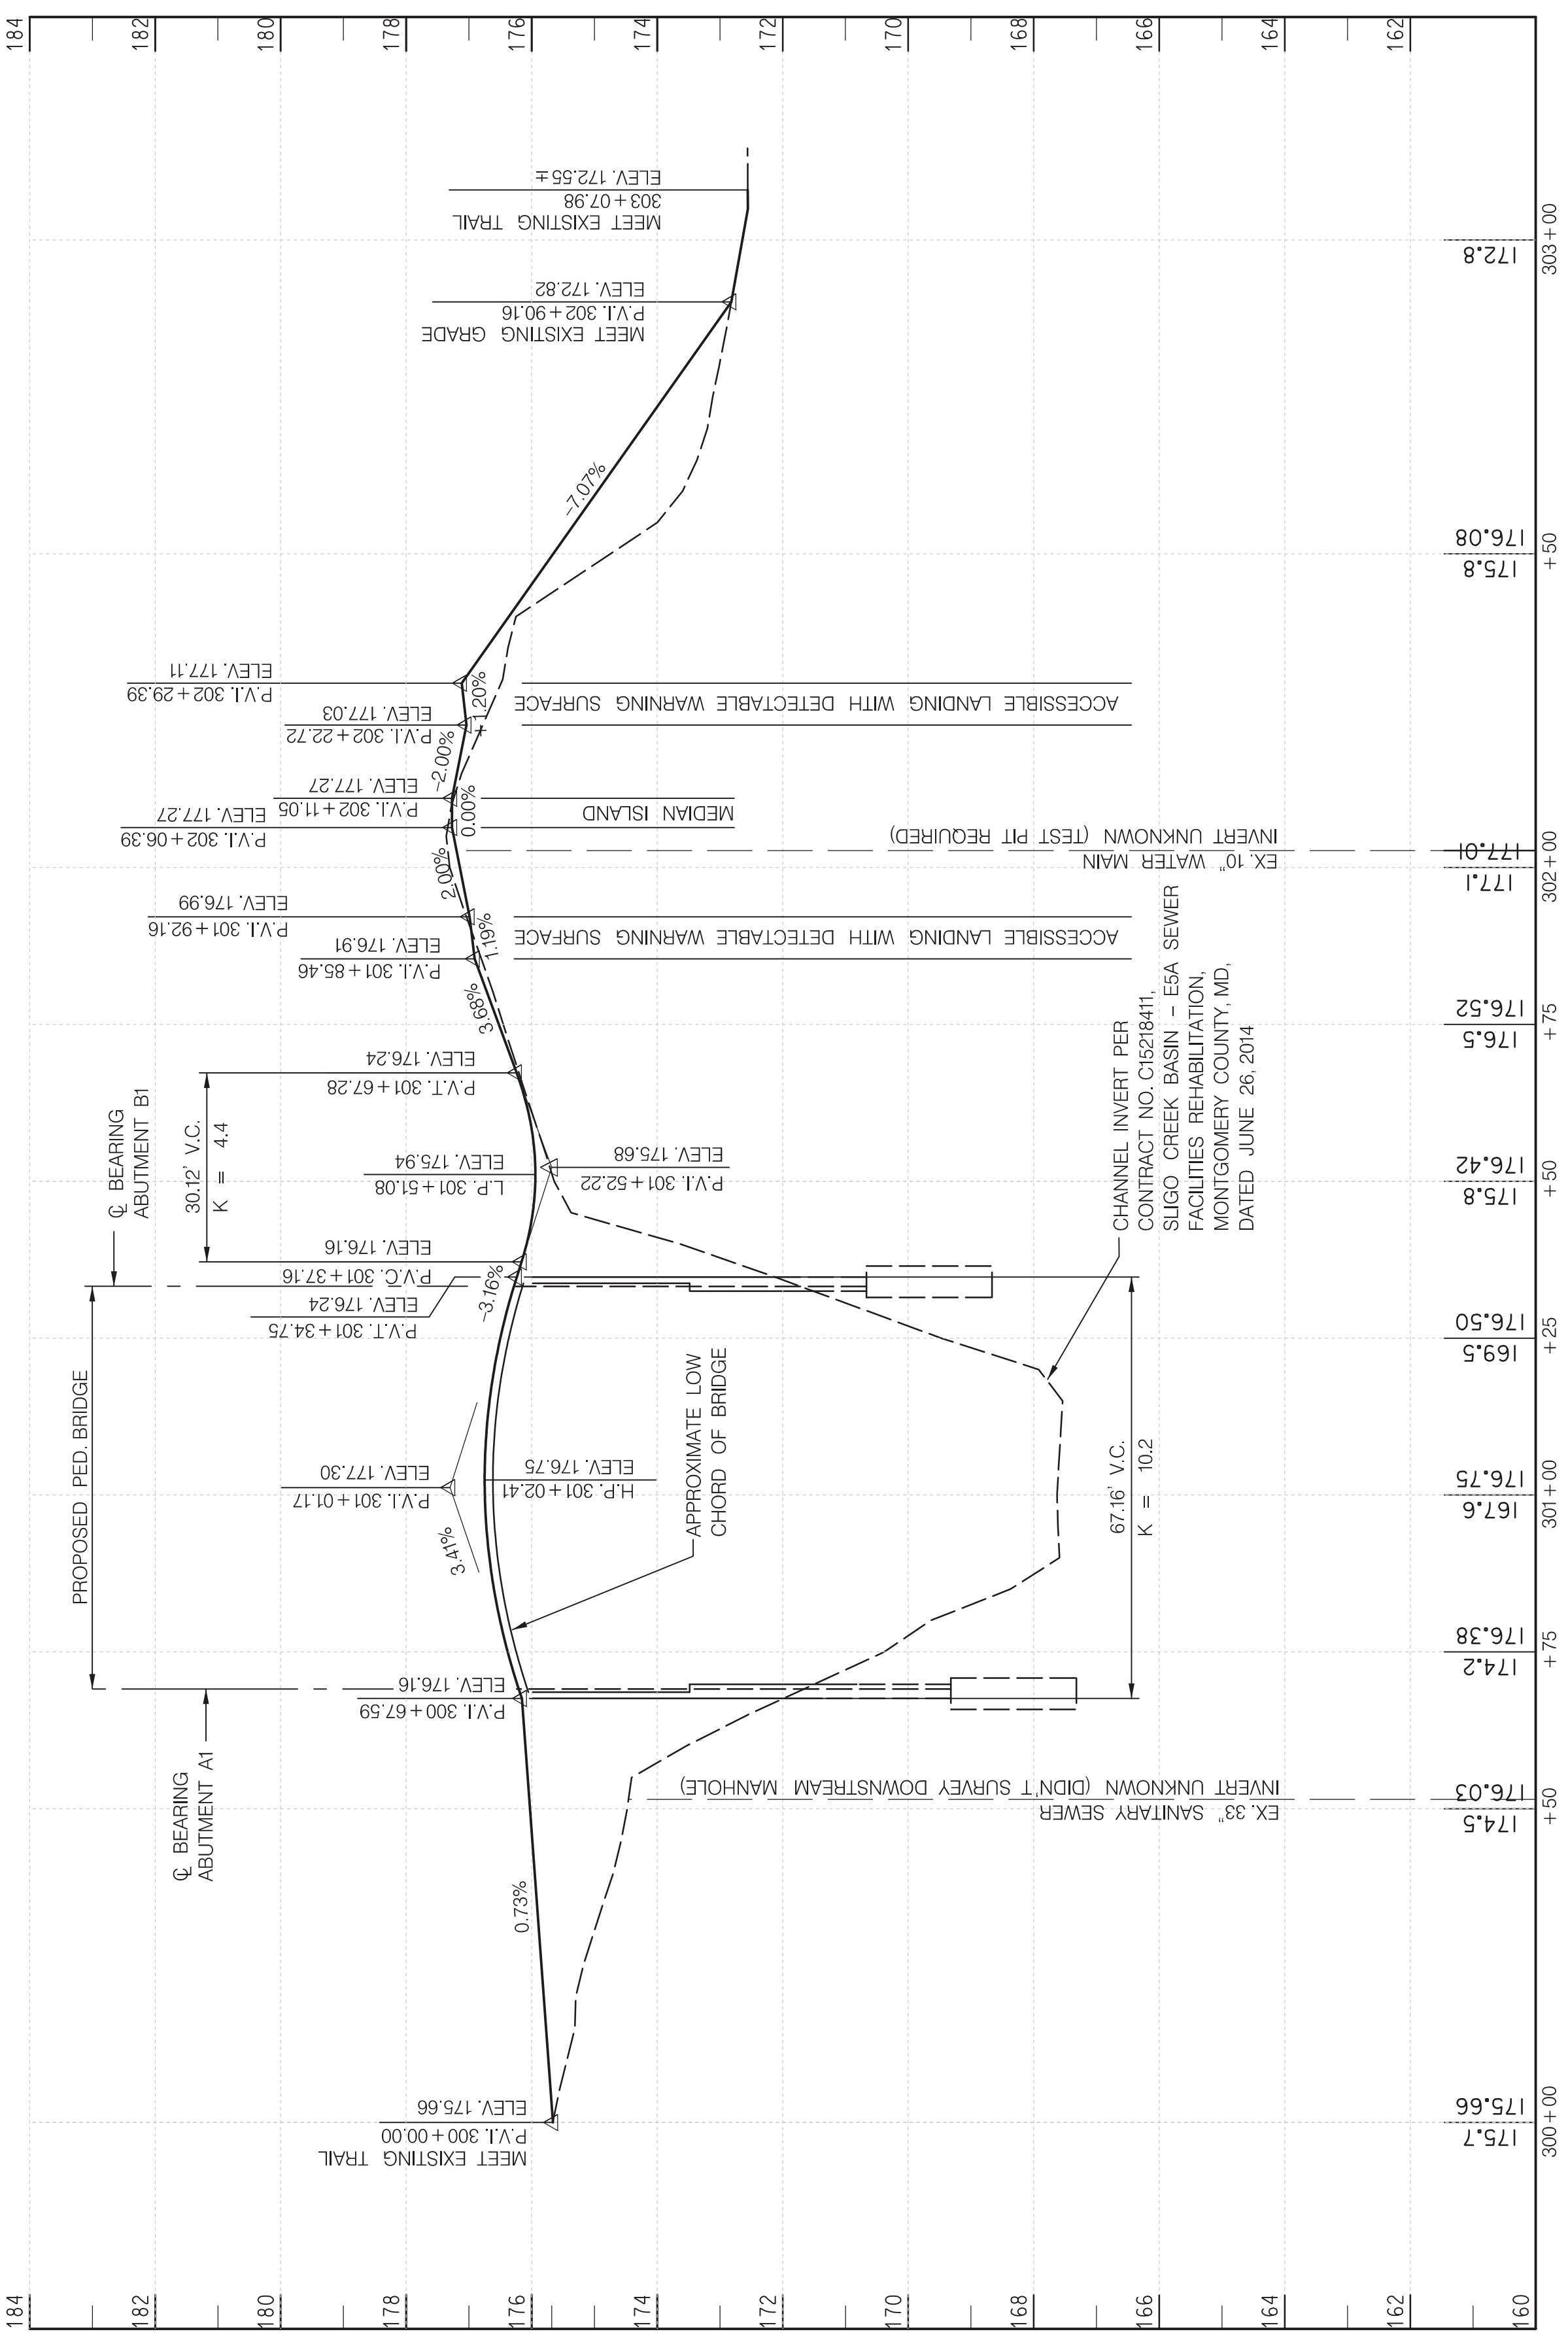 184
182
180
178
176
174
172
170
168
166
164
162
160
184
182
180
178
176
174
172
170
168
166
164
162
MEET EXISTING TRAIL
P.V.I. 300+00.00
ELEV. 175.66
0.73%
℄ BEARING
ABUTMENT A1
P.V.I. 300+67.59
ELEV. 176.16
EX. 33" SANITARY SEWER
INVERT UNKNOWN (DIDN'T SURVEY DOWNSTREAM MANHOLE)
PROPOSED PED. BRIDGE
3.41%
P.V.I. 301+01.17
ELEV. 177.30
H.P. 301+02.41
ELEV. 176.75
APPROXIMATE LOW
CHORD OF BRIDGE
67.16' V.C.
K = 10.2
-3.16%
P.V.T. 301+34.75
ELEV. 176.24
P.V.C. 301+37.16
ELEV. 176.16
℄ BEARING
ABUTMENT B1
30.12' V.C.
K = 4.4
L.P. 301+51.08
ELEV. 175.94
P.V.I. 301+52.22
ELEV. 175.68
P.V.T. 301+67.28
ELEV. 176.24
CHANNEL INVERT PER
CONTRACT NO. C15218411,
SLIGO CREEK BASIN - E5A SEWER
FACILITIES REHABILITATION,
MONTGOMERY COUNTY, MD,
DATED JUNE 26, 2014
3.68%
P.V.I. 301+85.46
ELEV. 176.91
1.19%
P.V.I. 301+92.16
ELEV. 176.99
ACCESSIBLE LANDING WITH DETECTABLE WARNING SURFACE
2.00%
EX. 10" WATER MAIN
INVERT UNKNOWN (TEST PIT REQUIRED)
P.V.I. 302+06.39
ELEV. 177.27
0.00%
MEDIAN ISLAND
P.V.I. 302+11.05
ELEV. 177.27
-2.00%
P.V.I. 302+22.72
ELEV. 177.03
+1.20%
ACCESSIBLE LANDING WITH DETECTABLE WARNING SURFACE
P.V.I. 302+29.39
ELEV. 177.11
-7.07%
MEET EXISTING GRADE
P.V.I. 302+90.16
ELEV. 172.82
MEET EXISTING TRAIL
303+07.98
ELEV. 172.55±
175.7
175.66
300+00
174.5
176.03
+50
174.2
176.38
+75
167.6
176.75
301+00
169.5
176.50
+25
175.8
176.42
+50
176.5
176.52
+75
177.1
177.01
302+00
175.8
176.08
+50
172.8
303+00